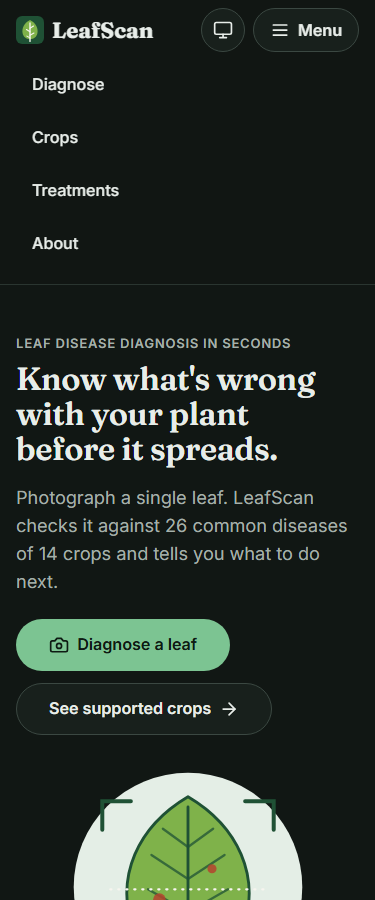 LeafScan
Menu
Diagnose
Crops
Treatments
About
LEAF DISEASE DIAGNOSIS IN SECONDS
Know what's wrong
with your plant
before it spreads.
Photograph a single leaf. LeafScan
checks it against 26 common diseases
of 14 crops and tells you what to do
next.
Diagnose a leaf
See supported crops